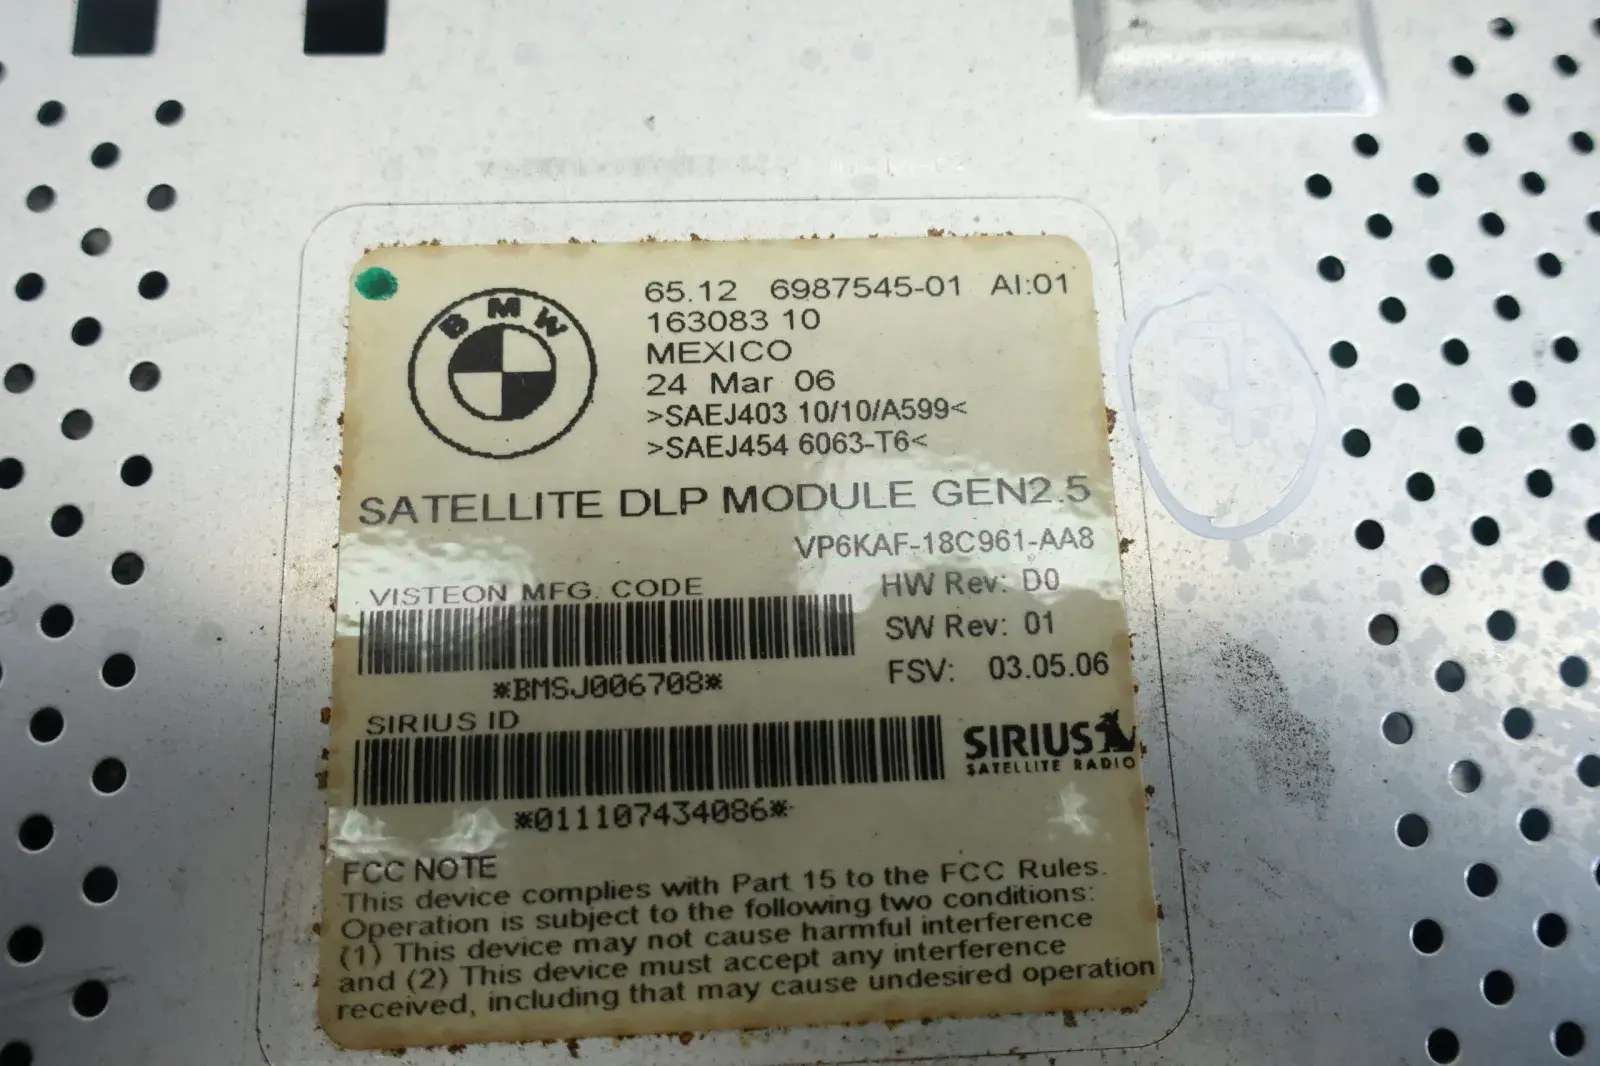 BMW
65.12 6987545-01 AI:01
163083 10
MEXICO
24 Mar 06
>SAEJ403 10/10/A599<
>SAEJ454 6063-T6<
SATELLITE DLP MODULE GEN2.5
VP6KAF-18C961-AA8
VISTEON MFG. CODE
HW Rev: D0
SW Rev: 01
*BMSJ006708*
FSV: 03.05.06
SIRIUS ID
SIRIUS
SATELLITE RADIO
*011107434086*
FCC NOTE
This device complies with Part 15 to the FCC Rules.
Operation is subject to the following two conditions:
(1) This device may not cause harmful interference
and (2) This device must accept any interference
received, including that may cause undesired operation